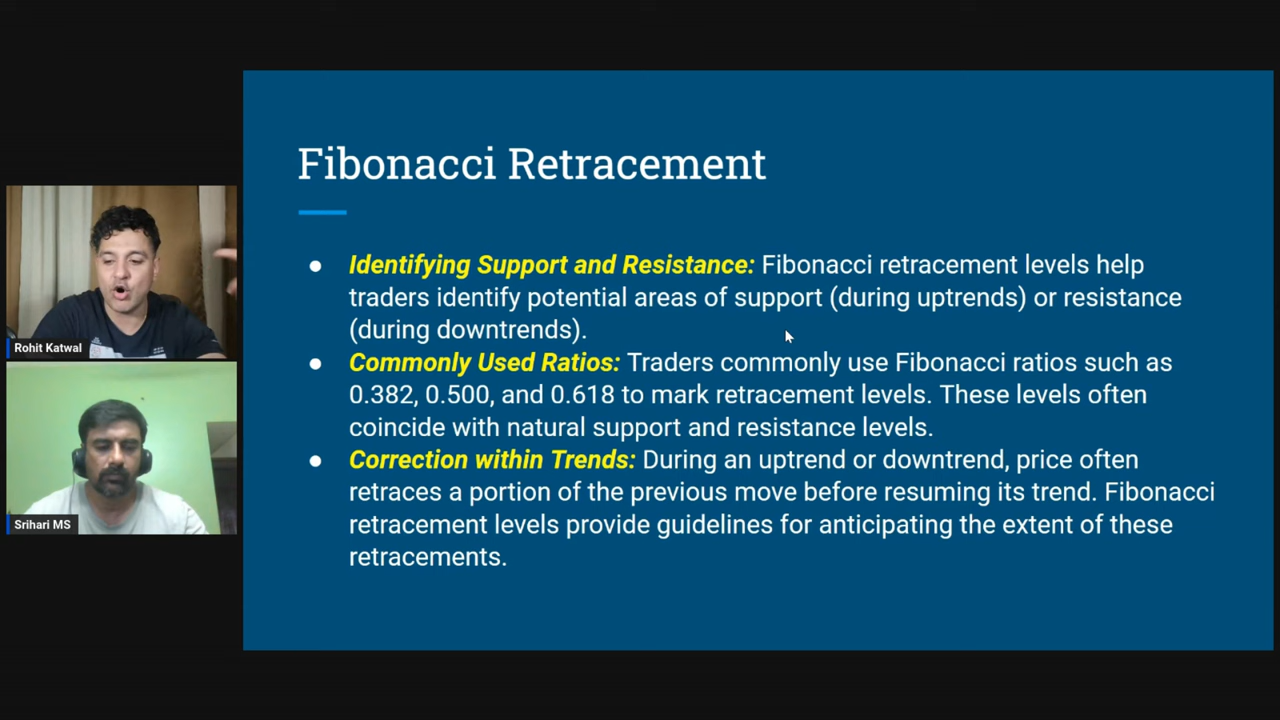 Fibonacci Retracement
● Identifying Support and Resistance: Fibonacci retracement levels help
traders identify potential areas of support (during uptrends) or resistance
(during downtrends).
● Commonly Used Ratios: Traders commonly use Fibonacci ratios such as
0.382, 0.500, and 0.618 to mark retracement levels. These levels often
coincide with natural support and resistance levels.
● Correction within Trends: During an uptrend or downtrend, price often
retraces a portion of the previous move before resuming its trend. Fibonacci
retracement levels provide guidelines for anticipating the extent of these
retracements.
Rohit Katwal
Srihari MS